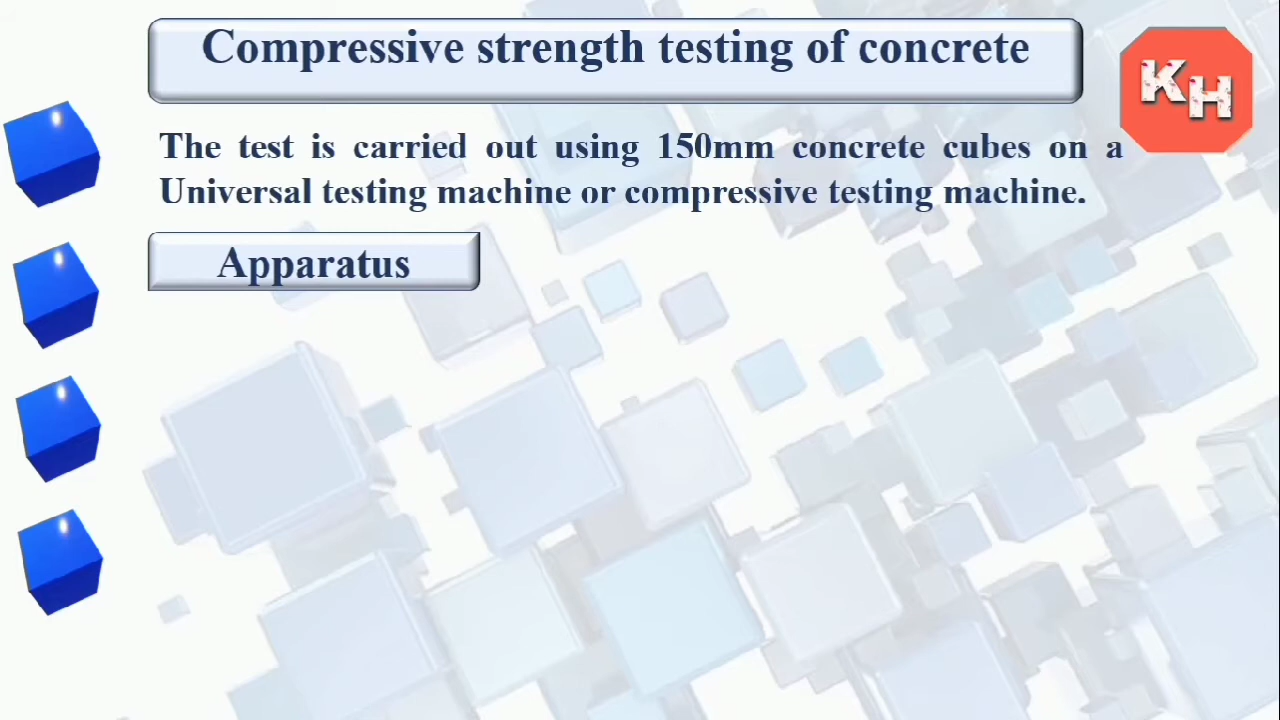 Compressive strength testing of concrete
KH
The test is carried out using 150mm concrete cubes on a
Universal testing machine or compressive testing machine.
Apparatus